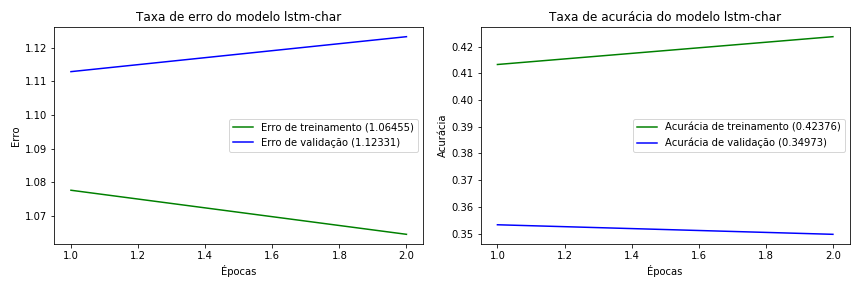 Taxa de erro do modelo lstm-char
1.12
1.11
1.10
1.09
1.08
1.07
Erro
1.0
1.2
1.4
1.6
1.8
2.0
Épocas
Erro de treinamento (1.06455)
Erro de validação (1.12331)
Taxa de acurácia do modelo lstm-char
0.42
0.41
0.40
0.39
0.38
0.37
0.36
0.35
Acurácia
1.0
1.2
1.4
1.6
1.8
2.0
Épocas
Acurácia de treinamento (0.42376)
Acurácia de validação (0.34973)